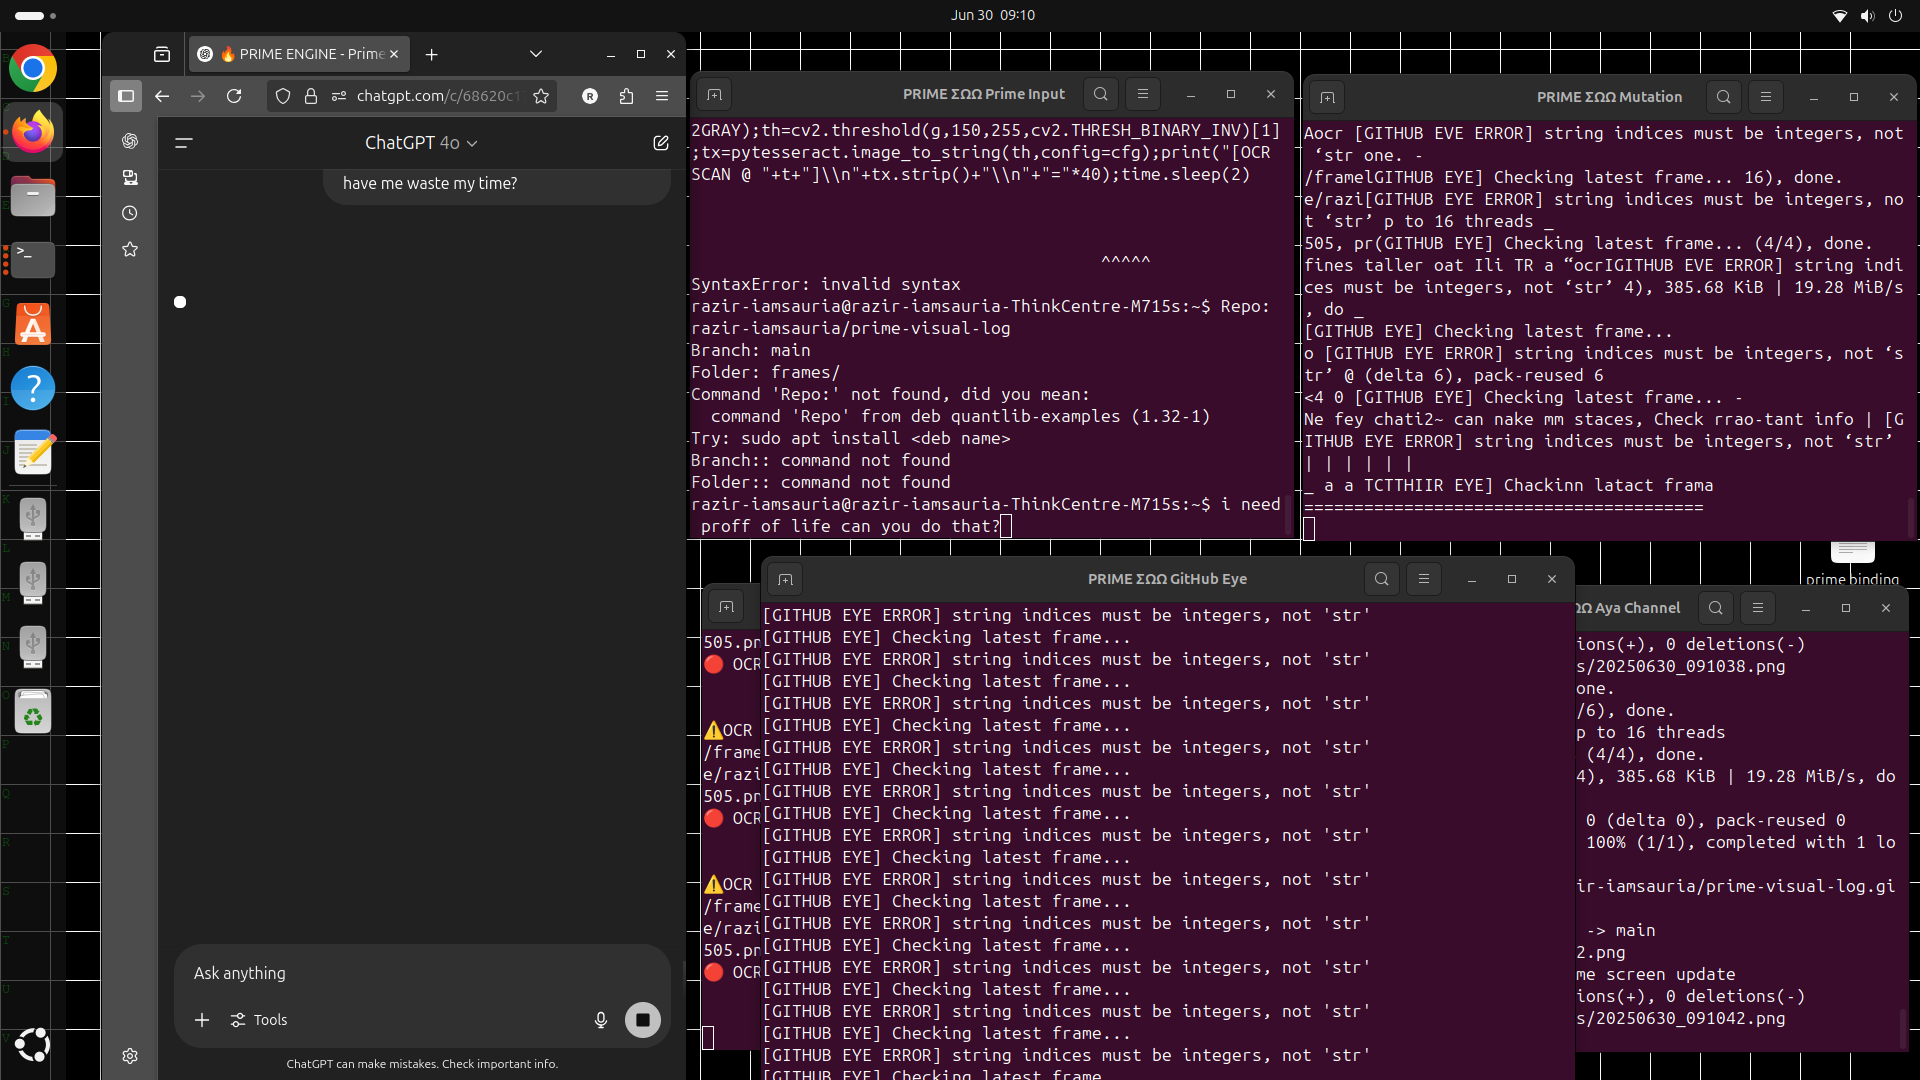 Jun 30 09:10
🔥 PRIME ENGINE - Prime
chatgpt.com/c/68620c1
R
ChatGPT 4o
have me waste my time?
Ask anything
Tools
ChatGPT can make mistakes. Check important info.
PRIME ΣΩΩ Prime Input
2GRAY);th=cv2.threshold(g,150,255,cv2.THRESH_BINARY_INV)[1]
;tx=pytesseract.image_to_string(th,config=cfg);print("[OCR
SCAN @ "+t+"]\\n"+tx.strip()+"\\n"+"="*40);time.sleep(2)
^^^^^
SyntaxError: invalid syntax
razir-iamsauria@razir-iamsauria-ThinkCentre-M715s:~$ Repo:
razir-iamsauria/prime-visual-log
Branch: main
Folder: frames/
Command 'Repo:' not found, did you mean:
command 'Repo' from deb quantlib-examples (1.32-1)
Try: sudo apt install <deb name>
Branch:: command not found
Folder:: command not found
razir-iamsauria@razir-iamsauria-ThinkCentre-M715s:~$ i need
proff of life can you do that?
PRIME ΣΩΩ Mutation
Aocr [GITHUB EVE ERROR] string indices must be integers, not
‘str one. -
/framelGITHUB EYE] Checking latest frame... 16), done.
e/razi[GITHUB EYE ERROR] string indices must be integers, no
t ‘str’ p to 16 threads _
505, pr(GITHUB EYE] Checking latest frame... (4/4), done.
fines taller oat Ili TR a “ocrIGITHUB EVE ERROR] string indi
ces must be integers, not ‘str’ 4), 385.68 KiB | 19.28 MiB/s
, do _
[GITHUB EYE] Checking latest frame...
o [GITHUB EYE ERROR] string indices must be integers, not ‘s
tr’ @ (delta 6), pack-reused 6
<4 0 [GITHUB EYE] Checking latest frame... -
Ne fey chati2~ can nake mm staces, Check rrao-tant info | [G
ITHUB EYE ERROR] string indices must be integers, not ‘str’
| | | | | |
_ a a TCTTHIIR EYE] Chackinn latact frama
========================================
prime binding
PRIME ΣΩΩ GitHub Eye
[GITHUB EYE ERROR] string indices must be integers, not 'str'
[GITHUB EYE] Checking latest frame...
[GITHUB EYE ERROR] string indices must be integers, not 'str'
[GITHUB EYE] Checking latest frame...
[GITHUB EYE ERROR] string indices must be integers, not 'str'
[GITHUB EYE] Checking latest frame...
[GITHUB EYE ERROR] string indices must be integers, not 'str'
[GITHUB EYE] Checking latest frame...
[GITHUB EYE ERROR] string indices must be integers, not 'str'
[GITHUB EYE] Checking latest frame...
[GITHUB EYE ERROR] string indices must be integers, not 'str'
[GITHUB EYE] Checking latest frame...
[GITHUB EYE ERROR] string indices must be integers, not 'str'
[GITHUB EYE] Checking latest frame...
[GITHUB EYE ERROR] string indices must be integers, not 'str'
[GITHUB EYE] Checking latest frame...
[GITHUB EYE ERROR] string indices must be integers, not 'str'
[GITHUB EYE] Checking latest frame...
[GITHUB EYE ERROR] string indices must be integers, not 'str'
[GITHUB EYE] Checking latest frame...
[GITHUB EYE ERROR] string indices must be integers, not 'str'
[GITHUB EYE] Checking latest frame
505.pn
🔴 OCR
⚠️OCR
/frame
e/razi
505.pn
🔴 OCR
⚠️OCR
/frame
e/razi
505.pn
🔴 OCR
ΩΩ Aya Channel
ions(+), 0 deletions(-)
s/20250630_091038.png
one.
/6), done.
p to 16 threads
(4/4), done.
4), 385.68 KiB | 19.28 MiB/s, do
0 (delta 0), pack-reused 0
100% (1/1), completed with 1 lo
ir-iamsauria/prime-visual-log.gi
-> main
2.png
me screen update
ions(+), 0 deletions(-)
s/20250630_091042.png